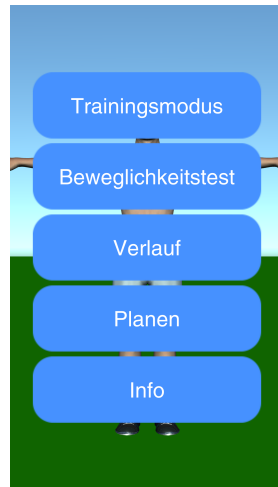 Trainingsmodus
Beweglichkeitstest
Verlauf
Planen
Info